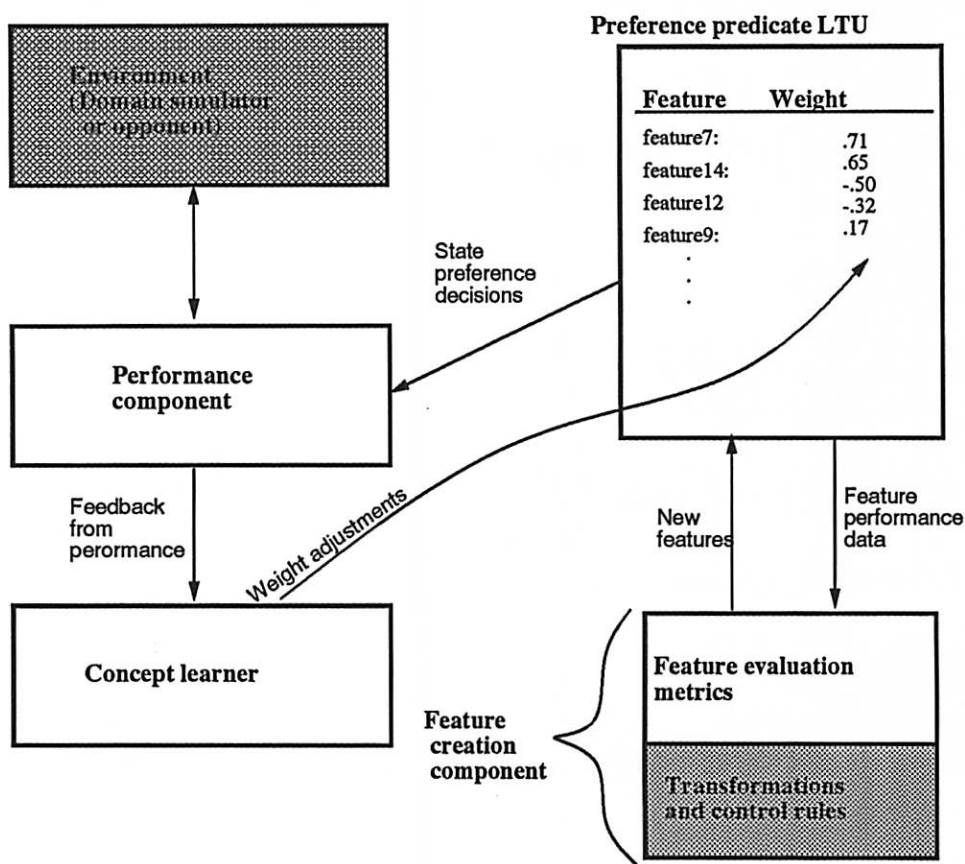 Preference predicate LTU
Environment
(Domain simulator
or opponent)
Feature Weight
feature7: .71
feature14: .65
feature12 -.50
-.32
feature9: .17
State
preference
decisions
Performance
component
Feedback
from
perormance
Weight adjustments
New
features
Feature
performance
data
Concept learner
Feature
creation
component
Feature evaluation
metrics
Transformations
and control rules